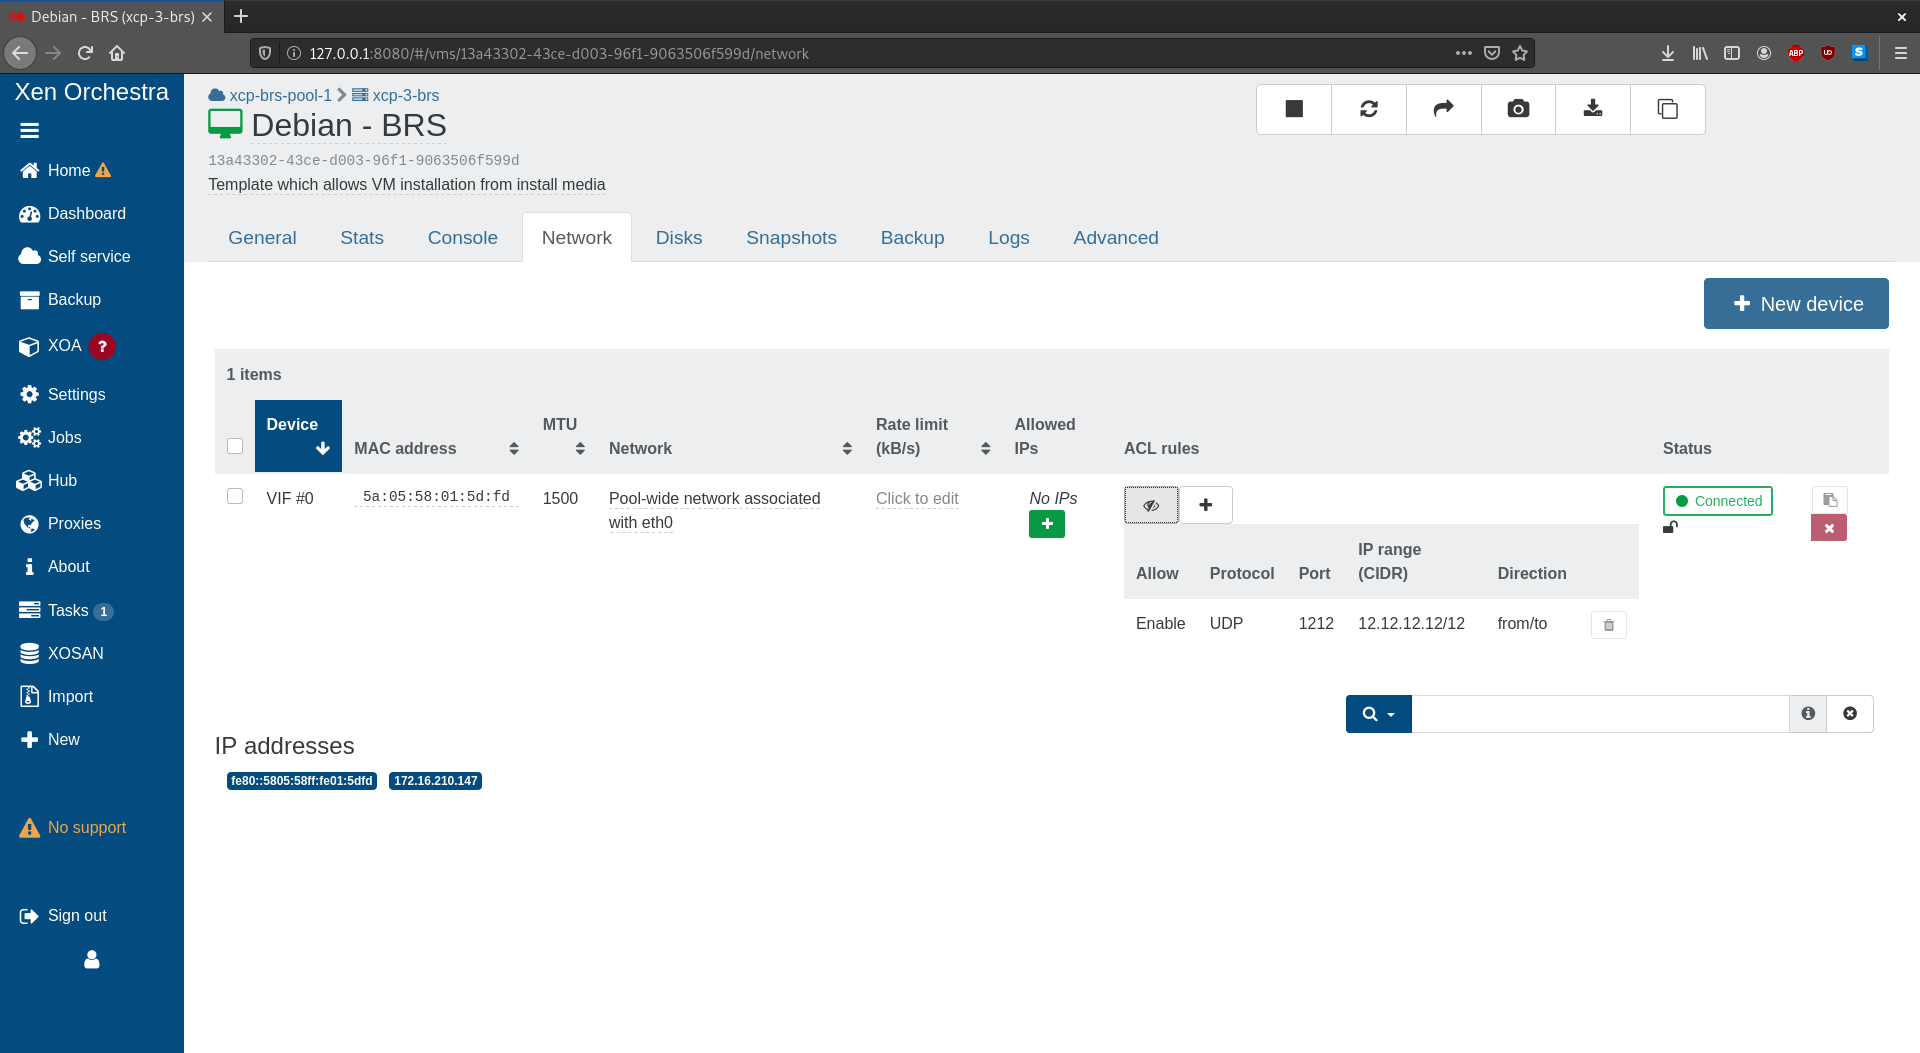 Debian - BRS (xcp-3-brs)
127.0.0.1:8080/#/vms/13a43302-43ce-d003-96f1-9063506f599d/network
ABP
Xen Orchestra
Home
Dashboard
Self service
Backup
XOA ?
Settings
Jobs
Hub
Proxies
About
Tasks 1
XOSAN
Import
New
No support
Sign out
xcp-brs-pool-1 xcp-3-brs
Debian - BRS
13a43302-43ce-d003-96f1-9063506f599d
Template which allows VM installation from install media
General Stats Console Network Disks Snapshots Backup Logs Advanced
New device
1 items
Device MAC address MTU Network Rate limit (kB/s) Allowed IPs ACL rules Status
VIF #0 5a:05:58:01:5d:fd 1500 Pool-wide network associated with eth0 Click to edit No IPs Connected
Allow Protocol Port IP range (CIDR) Direction
Enable UDP 1212 12.12.12.12/12 from/to
IP addresses
fe80::5805:58ff:fe01:5dfd 172.16.210.147